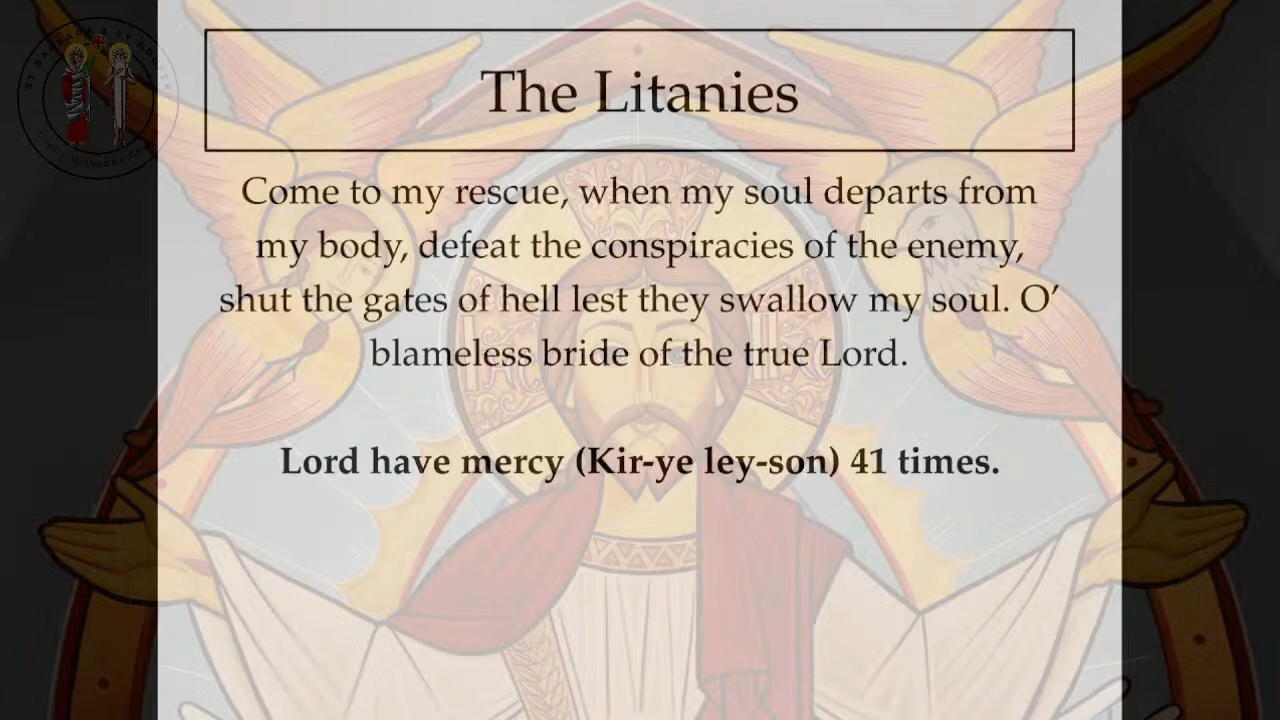 The Litanies
Come to my rescue, when my soul departs from
my body, defeat the conspiracies of the enemy,
shut the gates of hell lest they swallow my soul. O’
blameless bride of the true Lord.
Lord have mercy (Kir-ye ley-son) 41 times.